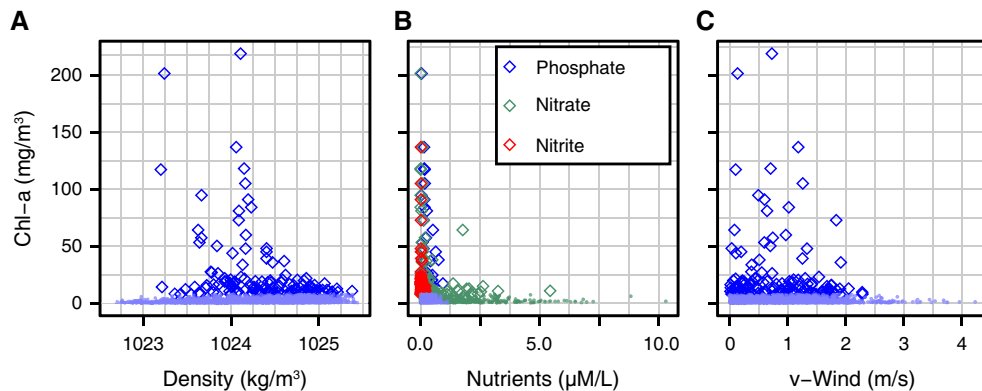 A
B
C
Chl-a (mg/m³)
200
150
100
50
0
1023
1024
1025
Density (kg/m³)
Phosphate
Nitrate
Nitrite
0.0
5.0
10.0
Nutrients (µM/L)
0
1
2
3
4
v-Wind (m/s)